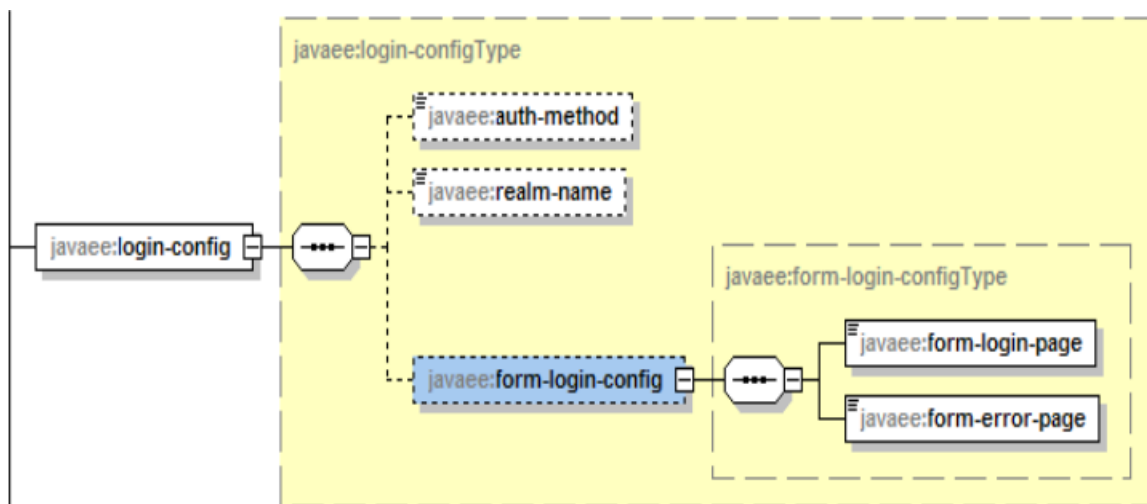 javaee:login-configType
javaee:auth-method
javaee:realm-name
javaee:login-config
javaee:form-login-configType
javaee:form-login-page
javaee:form-login-config
javaee:form-error-page